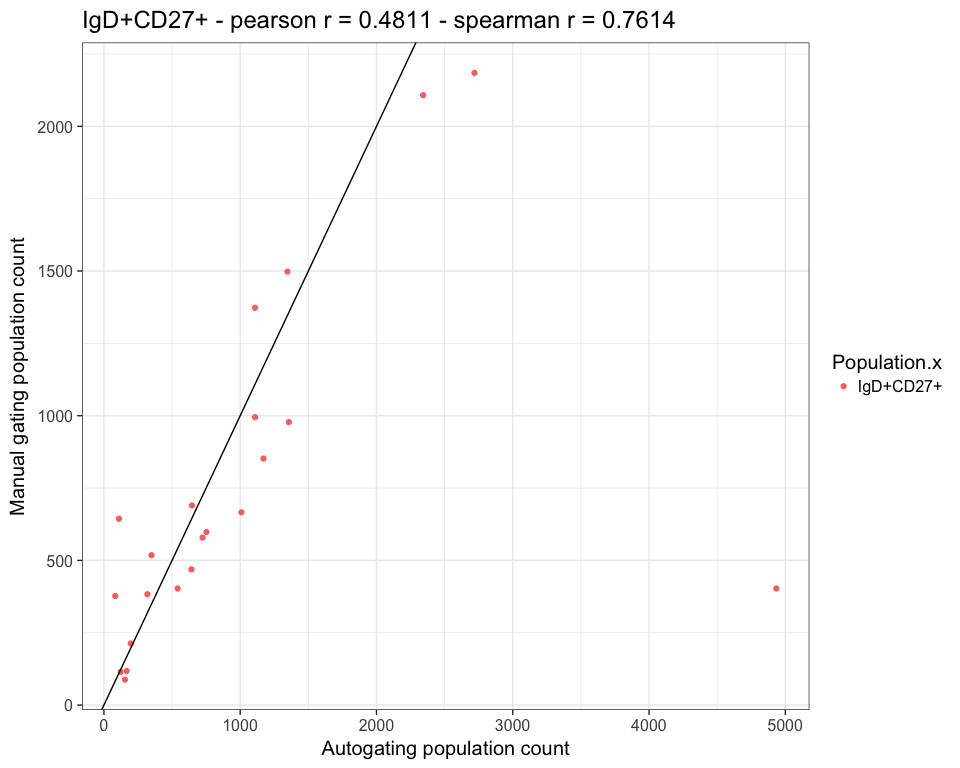 IgD+CD27+ - pearson r = 0.4811 - spearman r = 0.7614
Manual gating population count
2000
1500
1000
500
0
0 1000 2000 3000 4000 5000
Autogating population count
Population.x
IgD+CD27+